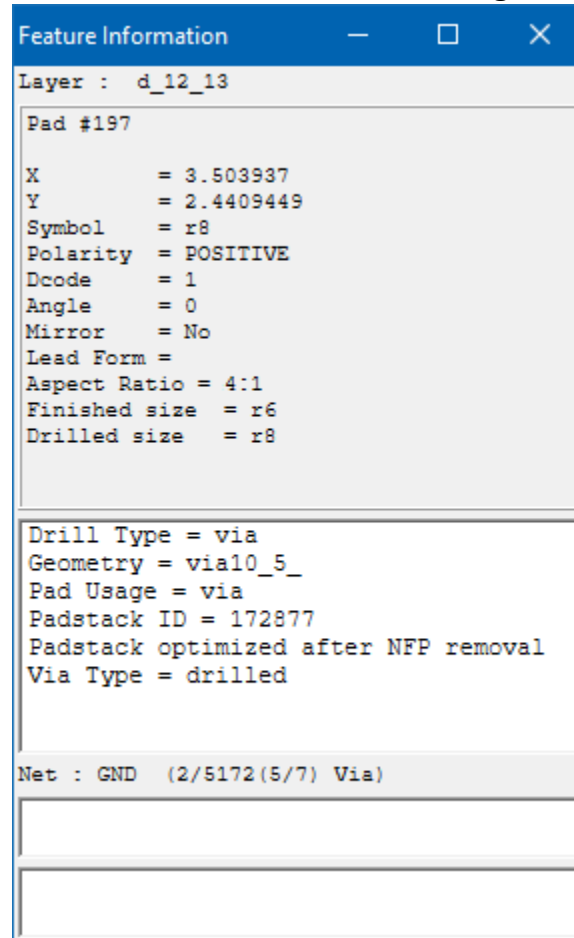 Feature Information
Layer : d_12_13
Pad #197
X = 3.503937
Y = 2.4409449
Symbol = r8
Polarity = POSITIVE
Dcode = 1
Angle = 0
Mirror = No
Lead Form =
Aspect Ratio = 4:1
Finished size = r6
Drilled size = r8
Drill Type = via
Geometry = via10_5_
Pad Usage = via
Padstack ID = 172877
Padstack optimized after NFP removal
Via Type = drilled
Net : GND (2/5172(5/7) Via)